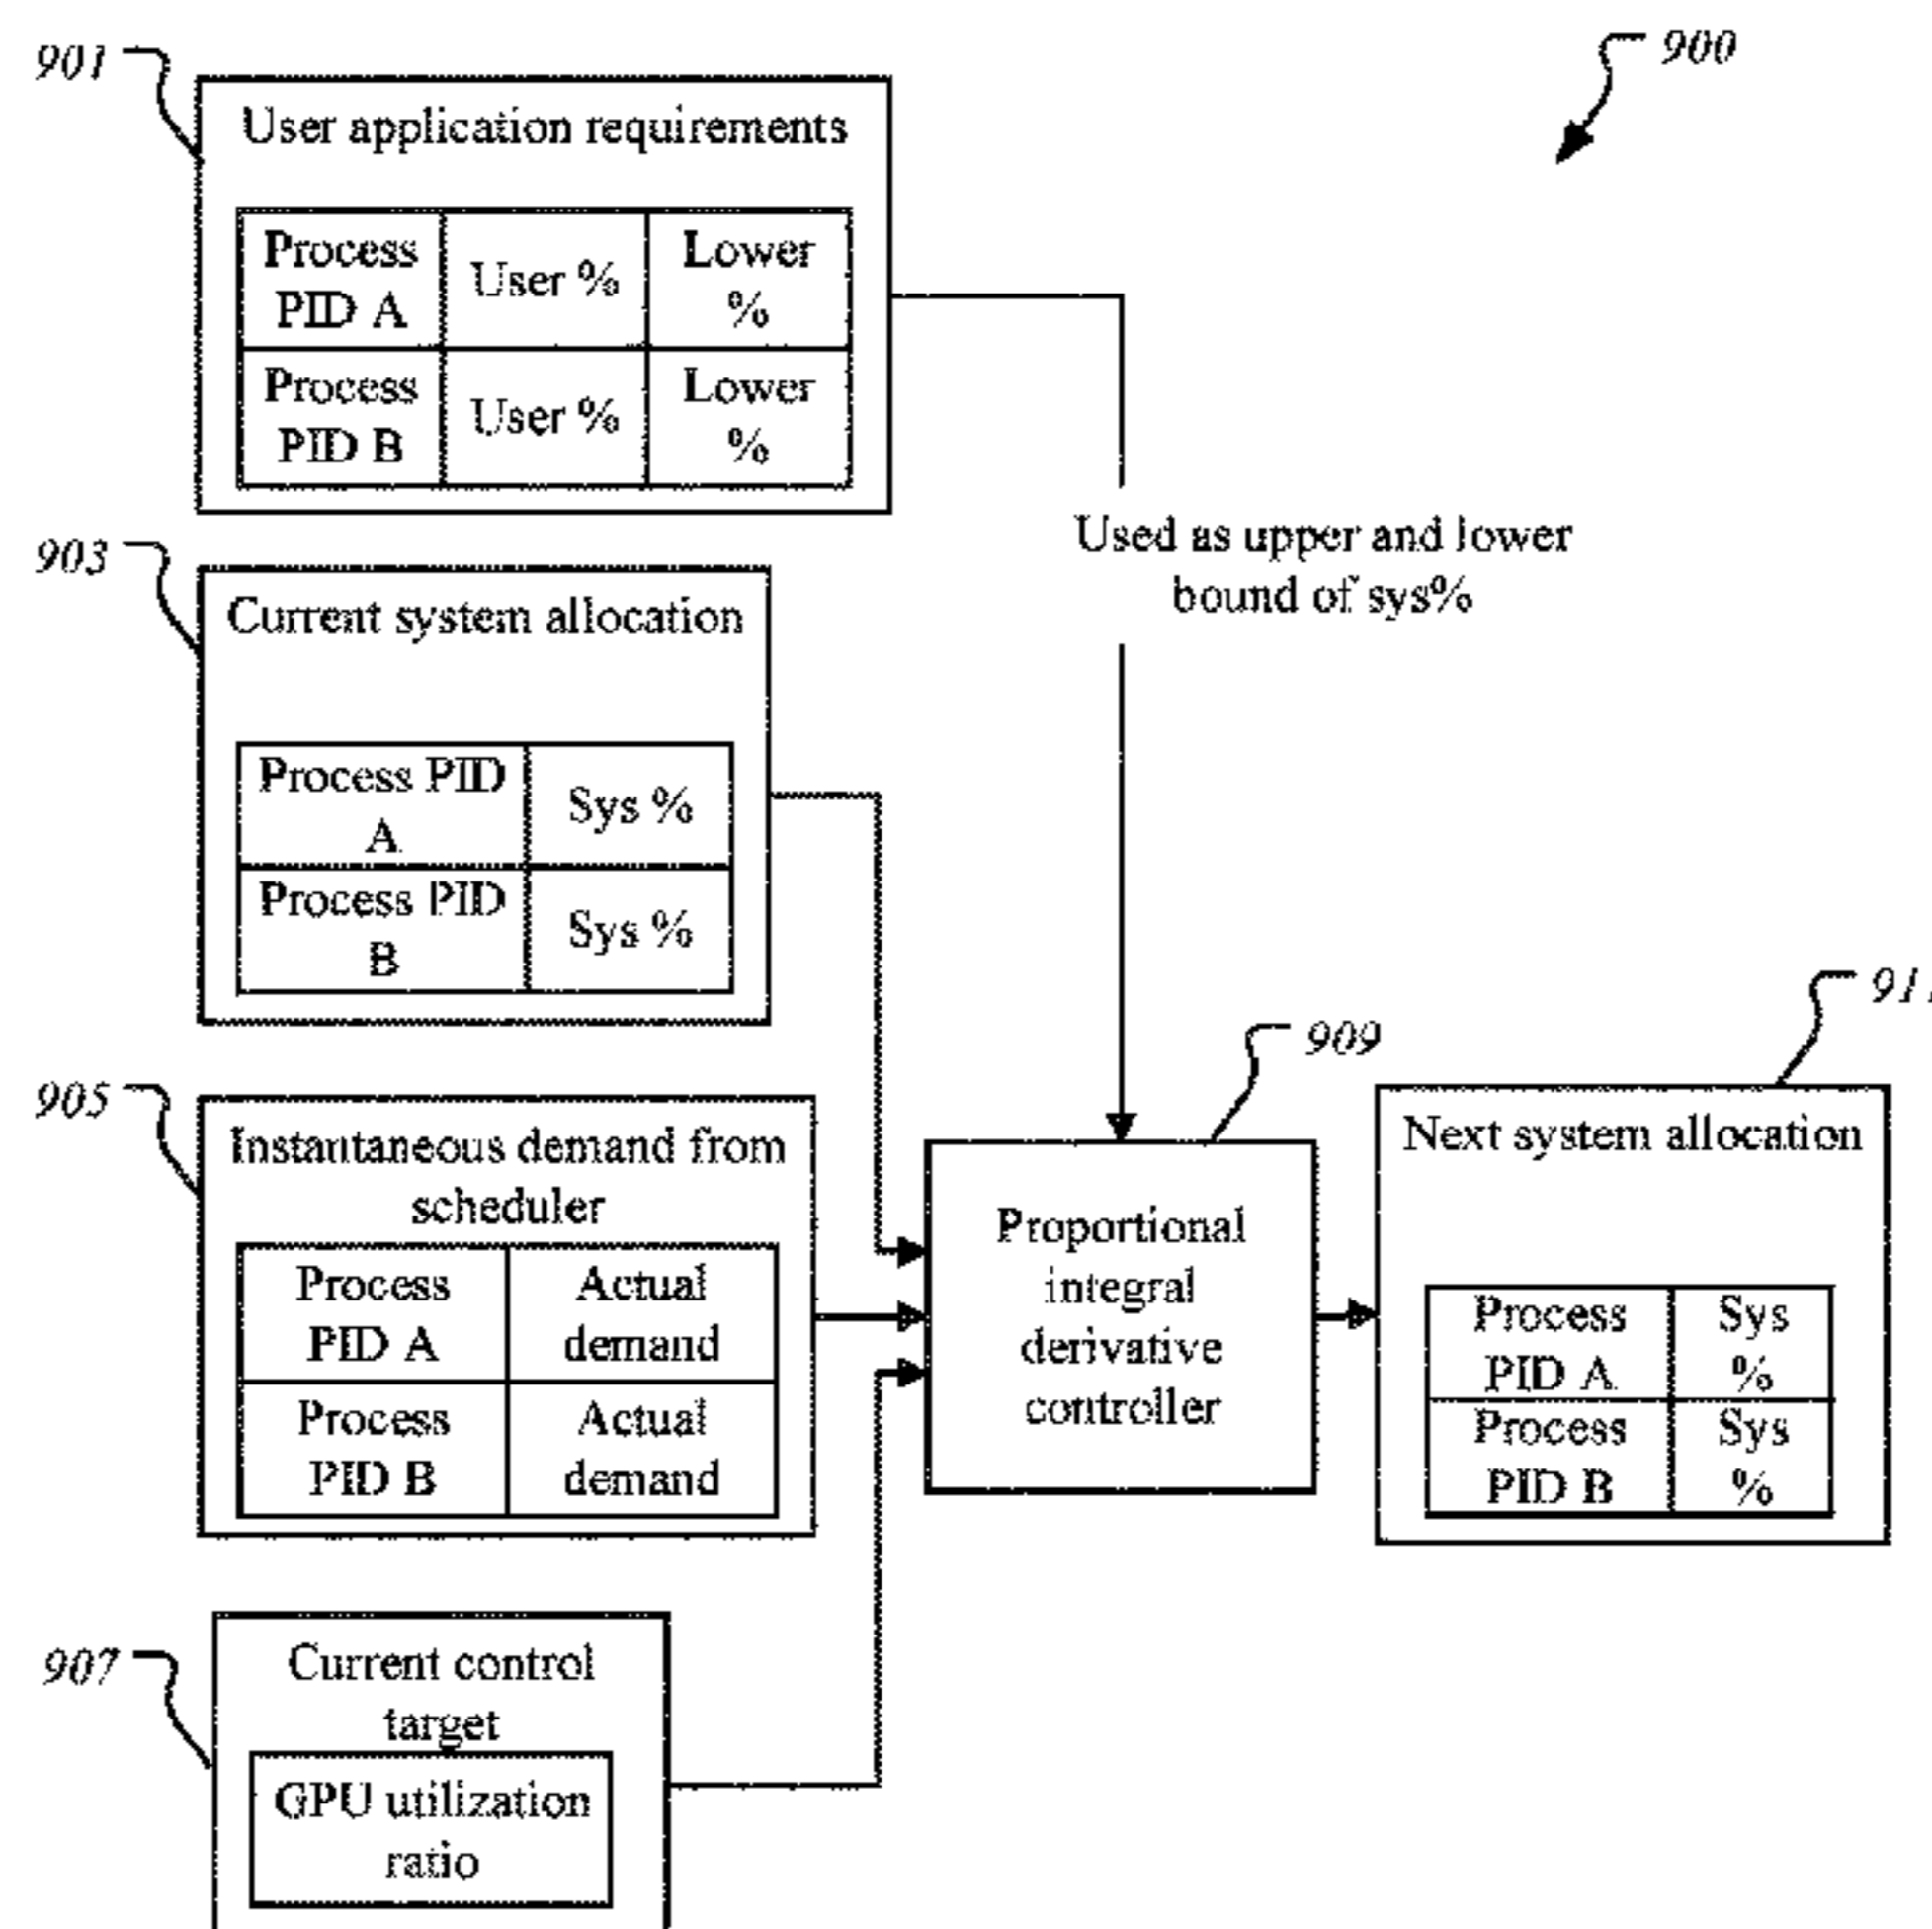 901
900
User application requirements
Process
PID A
User %
Lower
%
Process
PID B
User %
Lower
%
Used as upper and lower
bound of sys%
903
Current system allocation
Process PID
A
Sys %
Process PID
B
Sys %
905
Instantaneous demand from
scheduler
Process
PID A
Actual
demand
Process
PID B
Actual
demand
907
Current control
target
GPU utilization
ratio
909
Proportional
integral
derivative
controller
911
Next system allocation
Process
PID A
Sys
%
Process
PID B
Sys
%